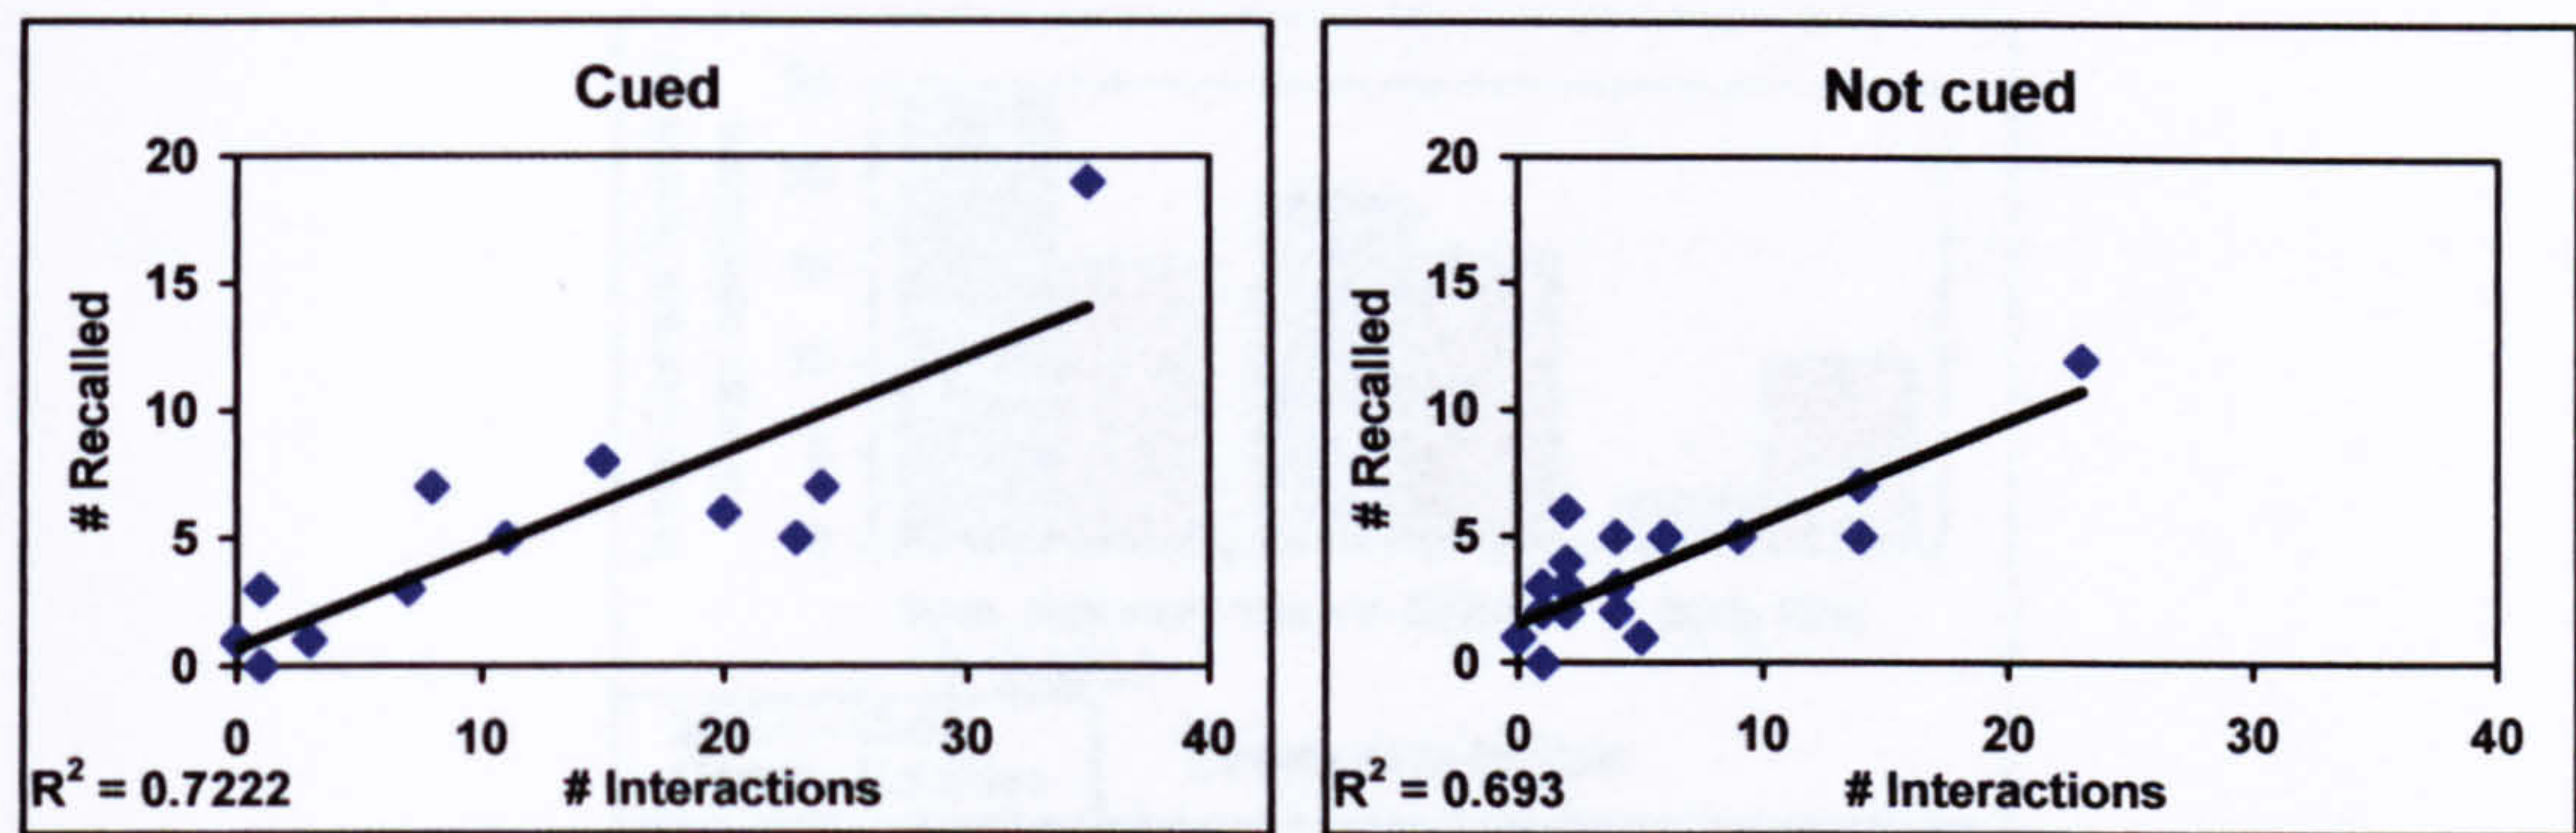 Cued
# Recalled
20
15
10
5
0
0 10 20 30 40
R² = 0.7222
# Interactions
Not cued
# Recalled
20
15
10
5
0
0 10 20 30 40
R² = 0.693
# Interactions